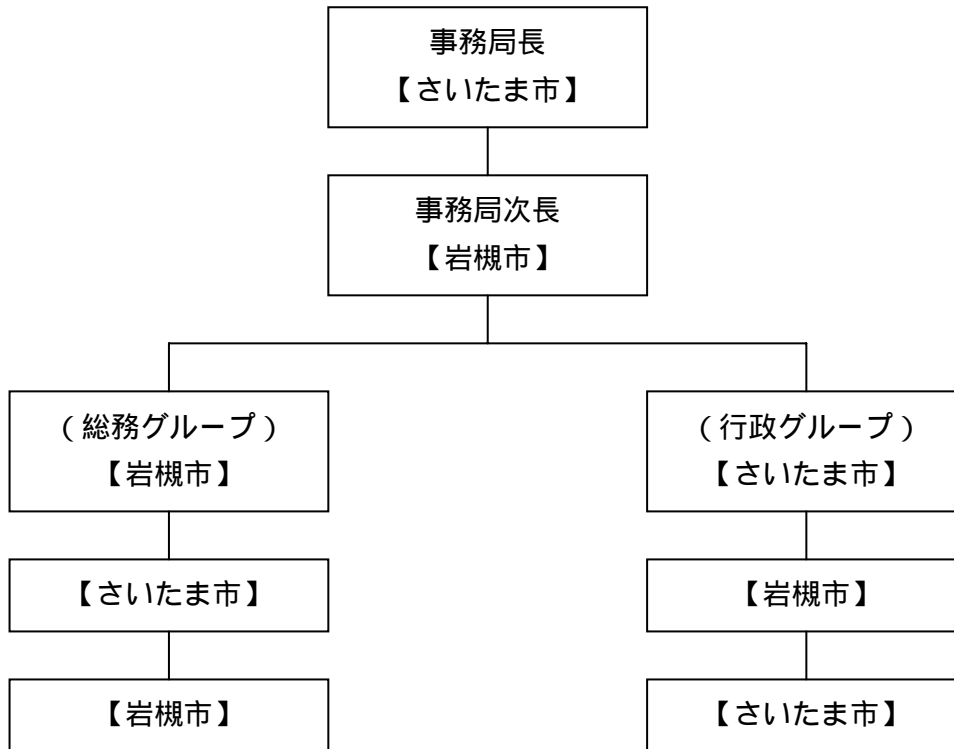 事務局長
【さいたま市】
事務局次長
【岩槻市】
（総務グループ）
【岩槻市】
【さいたま市】
【岩槻市】
（行政グループ）
【さいたま市】
【岩槻市】
【さいたま市】